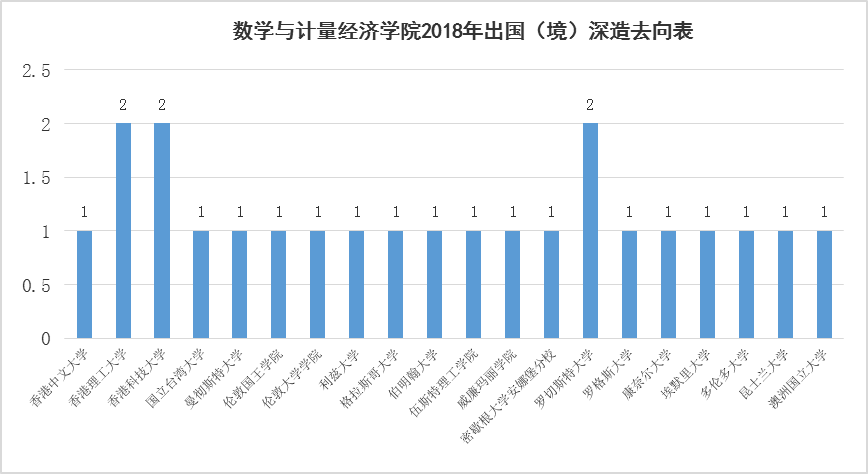 数学与计量经济学院2018年出国（境）深造去向表
2.5
2
1.5
1
0.5
0
1
2
2
1
1
1
1
1
1
1
1
1
1
2
1
1
1
1
1
1
香港中文大学
香港理工大学
香港科技大学
国立台湾大学
曼彻斯特大学
伦敦国王学院
伦敦大学学院
利兹大学
格拉斯哥大学
伯明翰大学
伍斯特理工学院
威廉玛丽学院
密歇根大学安娜堡分校
罗切斯特大学
罗格斯大学
康奈尔大学
埃默里大学
多伦多大学
昆士兰大学
澳洲国立大学